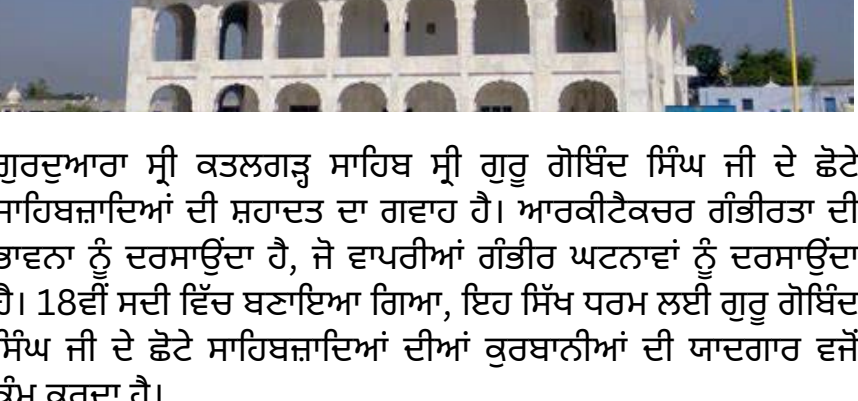 ਗੁਰਦੁਆਰਾ ਸ੍ਰੀ ਕਤਲਗੜ੍ਹ ਸਾਹਿਬ ਸ੍ਰੀ ਗੁਰੂ ਗੋਬਿੰਦ ਸਿੰਘ ਜੀ ਦੇ ਛੋਟੇ
ਸਾਹਿਬਜ਼ਾਦਿਆਂ ਦੀ ਸ਼ਹਾਦਤ ਦਾ ਗਵਾਹ ਹੈ। ਆਰਕੀਟੈਕਚਰ ਗੰਭੀਰਤਾ ਦੀ
ਭਾਵਨਾ ਨੂੰ ਦਰਸਾਉਂਦਾ ਹੈ, ਜੋ ਵਾਪਰੀਆਂ ਗੰਭੀਰ ਘਟਨਾਵਾਂ ਨੂੰ ਦਰਸਾਉਂਦਾ
ਹੈ। 18ਵੀਂ ਸਦੀ ਵਿੱਚ ਬਣਾਇਆ ਗਿਆ, ਇਹ ਸਿੱਖ ਧਰਮ ਲਈ ਗੁਰੂ ਗੋਬਿੰਦ
ਸਿੰਘ ਜੀ ਦੇ ਛੋਟੇ ਸਾਹਿਬਜ਼ਾਦਿਆਂ ਦੀਆਂ ਕੁਰਬਾਨੀਆਂ ਦੀ ਯਾਦਗਾਰ ਵਜੋਂ
ਕੰਮ ਕਰਦਾ ਹੈ।